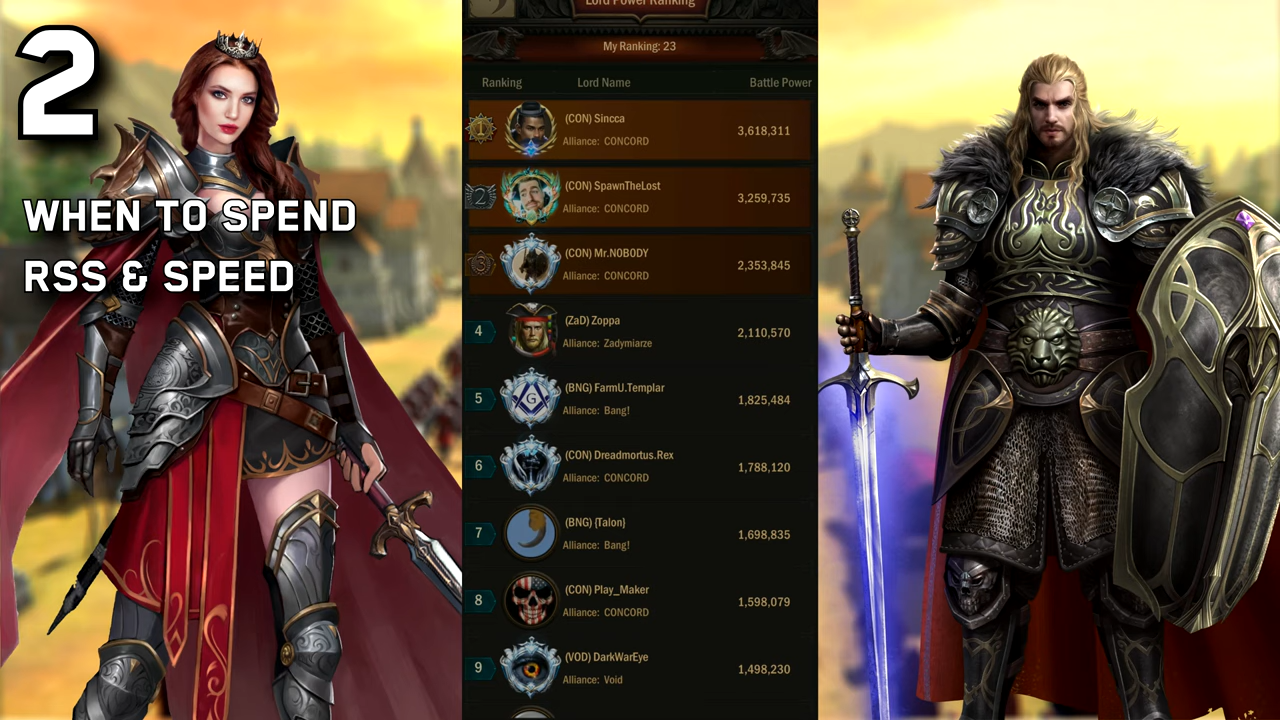 2
WHEN TO SPEND
RSS & SPEED
Lord Power Ranking
My Ranking: 23
Ranking Lord Name Battle Power
1 (CON) Sincca 3,618,311
Alliance: CONCORD
2 (CON) SpawnTheLost 3,259,735
Alliance: CONCORD
3 (CON) Mr.NOBODY 2,353,845
Alliance: CONCORD
4 (ZaD) Zoppa 2,110,570
Alliance: Zadymiarze
5 G (BNG) FarmU.Templar 1,825,484
Alliance: Bang!
6 (CON) Dreadmortus.Rex 1,788,120
Alliance: CONCORD
7 (BNG) {Talon} 1,698,835
Alliance: Bang!
8 (CON) Play_Maker 1,598,079
Alliance: CONCORD
9 (VOD) DarkWarEye 1,498,230
Alliance: Void